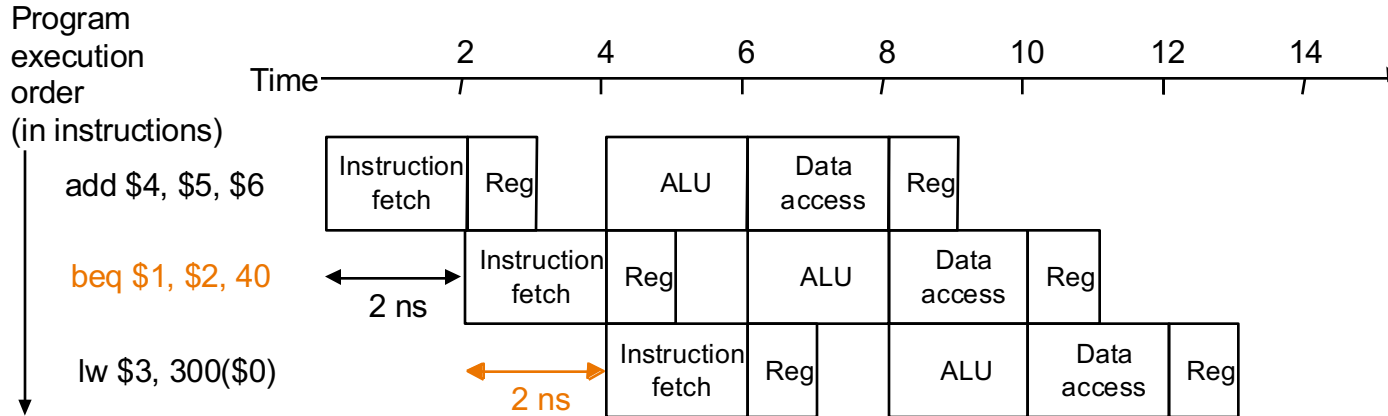 Program
execution
order
(in instructions)
Time
2 4 6 8 10 12 14
add $4, $5, $6
Instruction
fetch
Reg
ALU
Data
access
Reg
beq $1, $2, 40
2 ns
Instruction
fetch
Reg
ALU
Data
access
Reg
lw $3, 300($0)
2 ns
Instruction
fetch
Reg
ALU
Data
access
Reg